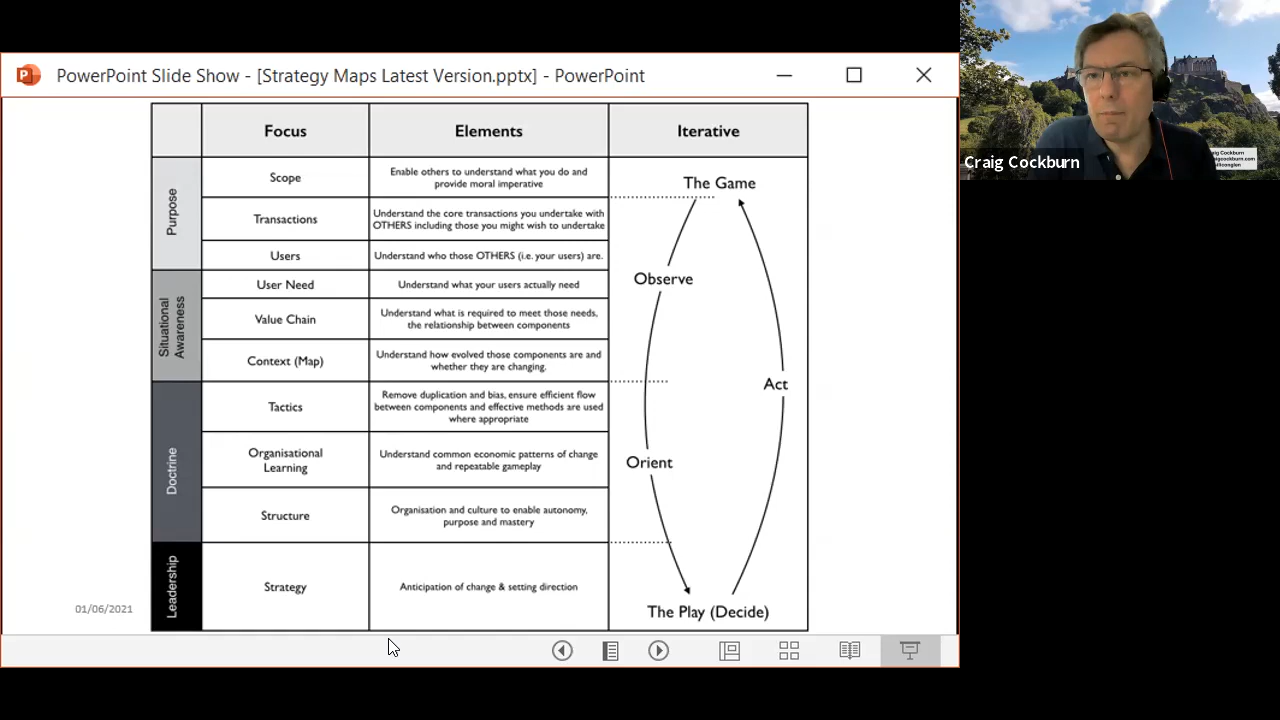 PowerPoint Slide Show - [Strategy Maps Latest Version.pptx] - PowerPoint
Focus
Elements
Iterative
Purpose
Scope
Enable others to understand what you do and
provide moral imperative
Transactions
Understand the core transactions you undertake with
OTHERS including those you might wish to undertake
Users
Understand who those OTHERS (i.e. your users) are.
Situational
Awareness
User Need
Understand what your users actually need
Value Chain
Understand what is required to meet those needs,
the relationship between components
Context (Map)
Understand how evolved those components are and
whether they are changing.
Doctrine
Tactics
Remove duplication and bias, ensure efficient flow
between components and effective methods are used
where appropriate
Organisational
Learning
Understand common economic patterns of change
and repeatable gameplay
Structure
Organisation and culture to enable autonomy,
purpose and mastery
Leadership
Strategy
Anticipation of change & setting direction
The Game
Observe
Act
Orient
The Play (Decide)
01/06/2021
Craig Cockburn
Cockburn